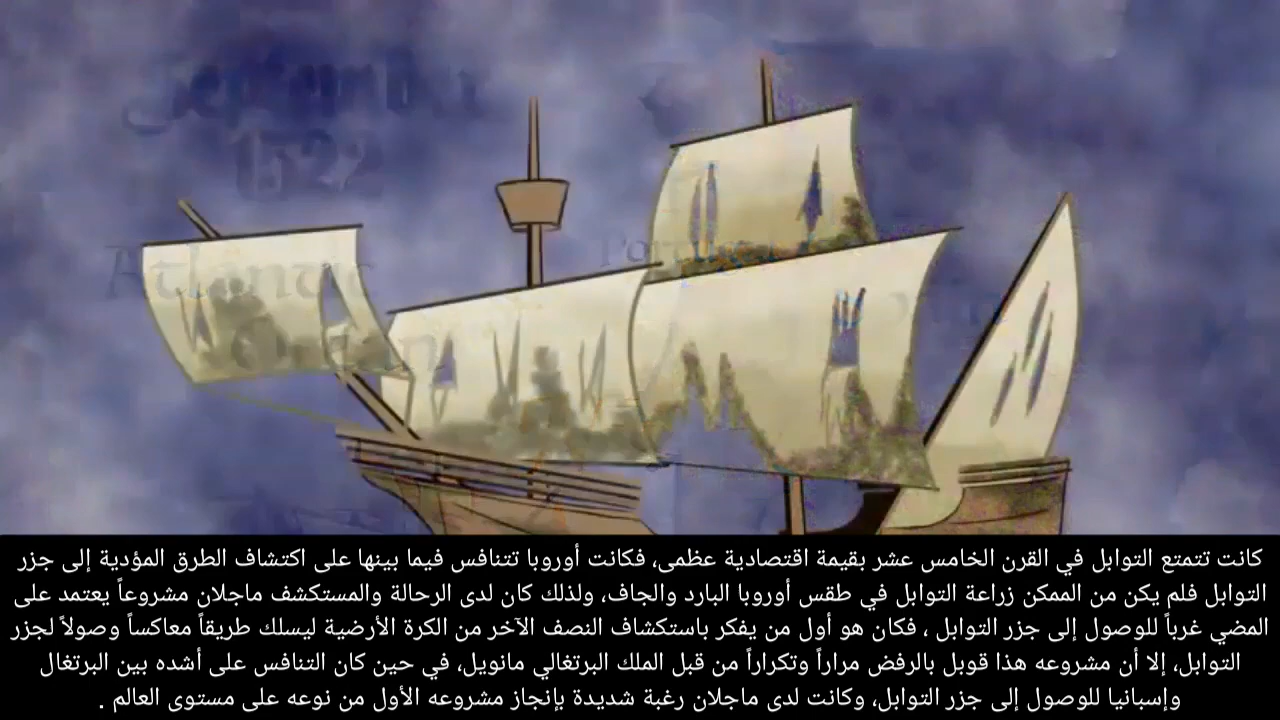 September
1522
Atlantic
Ocean
كانت تتمتع التوابل في القرن الخامس عشر بقيمة اقتصادية عظمى، فكانت أوروبا تتنافس فيما بينها على اكتشاف الطرق المؤدية إلى جزر
التوابل فلم يكن من الممكن زراعة التوابل في طقس أوروبا البارد والجاف، ولذلك كان لدى الرحالة والمستكشف ماجلان مشروعاً يعتمد على
المضي غرباً للوصول إلى جزر التوابل ، فكان هو أول من يفكر باستكشاف النصف الآخر من الكرة الأرضية ليسلك طريقاً معاكساً وصولاً لجزر
التوابل، إلا أن مشروعه هذا قوبل بالرفض مراراً وتكراراً من قبل الملك البرتغالي مانويل، في حين كان التنافس على أشده بين البرتغال
وإسبانيا للوصول إلى جزر التوابل، وكانت لدى ماجلان رغبة شديدة بإنجاز مشروعه الأول من نوعه على مستوى العالم .